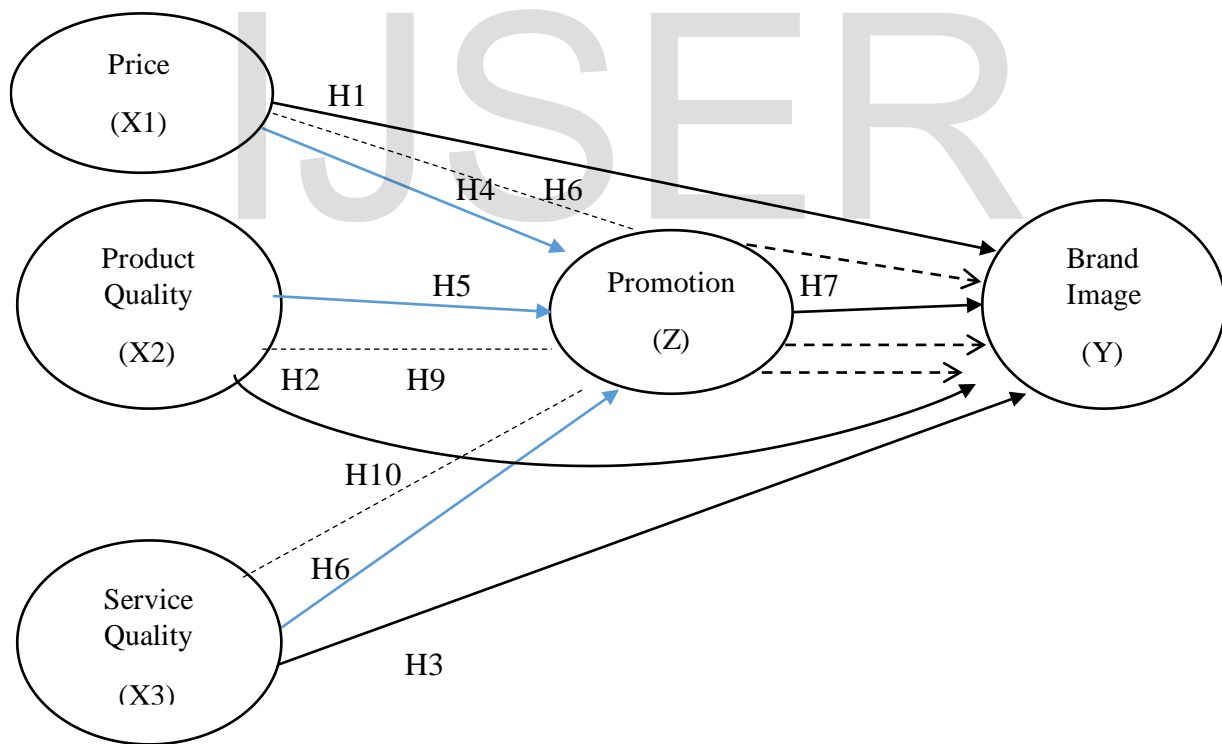 IJSER
Price
(X1)
H1
H4
H6
Product
Quality
(X2)
H5
Promotion
(Z)
H7
Brand
Image
(Y)
H2
H9
H10
H6
Service
Quality
(X3)
H3